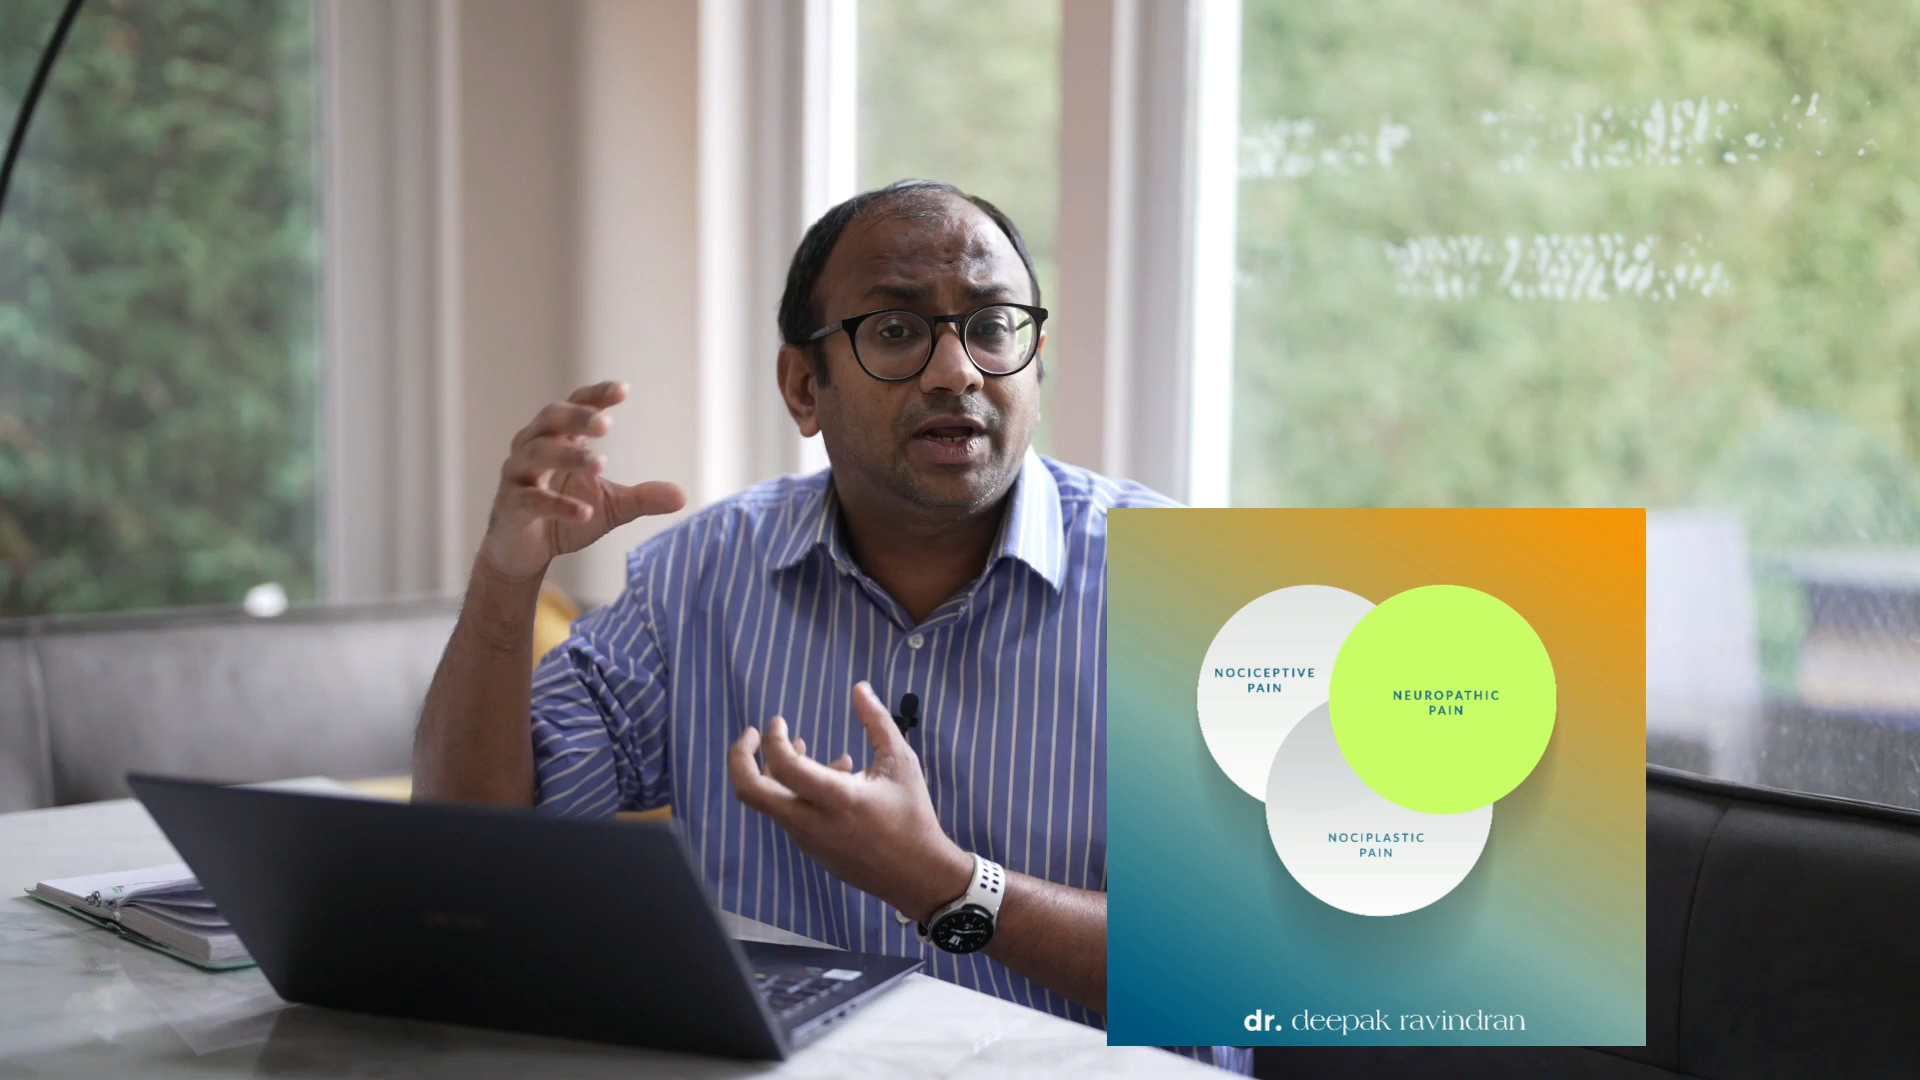 NOCICEPTIVE
PAIN
NEUROPATHIC
PAIN
NOCIPLASTIC
PAIN
dr. deepak ravindran